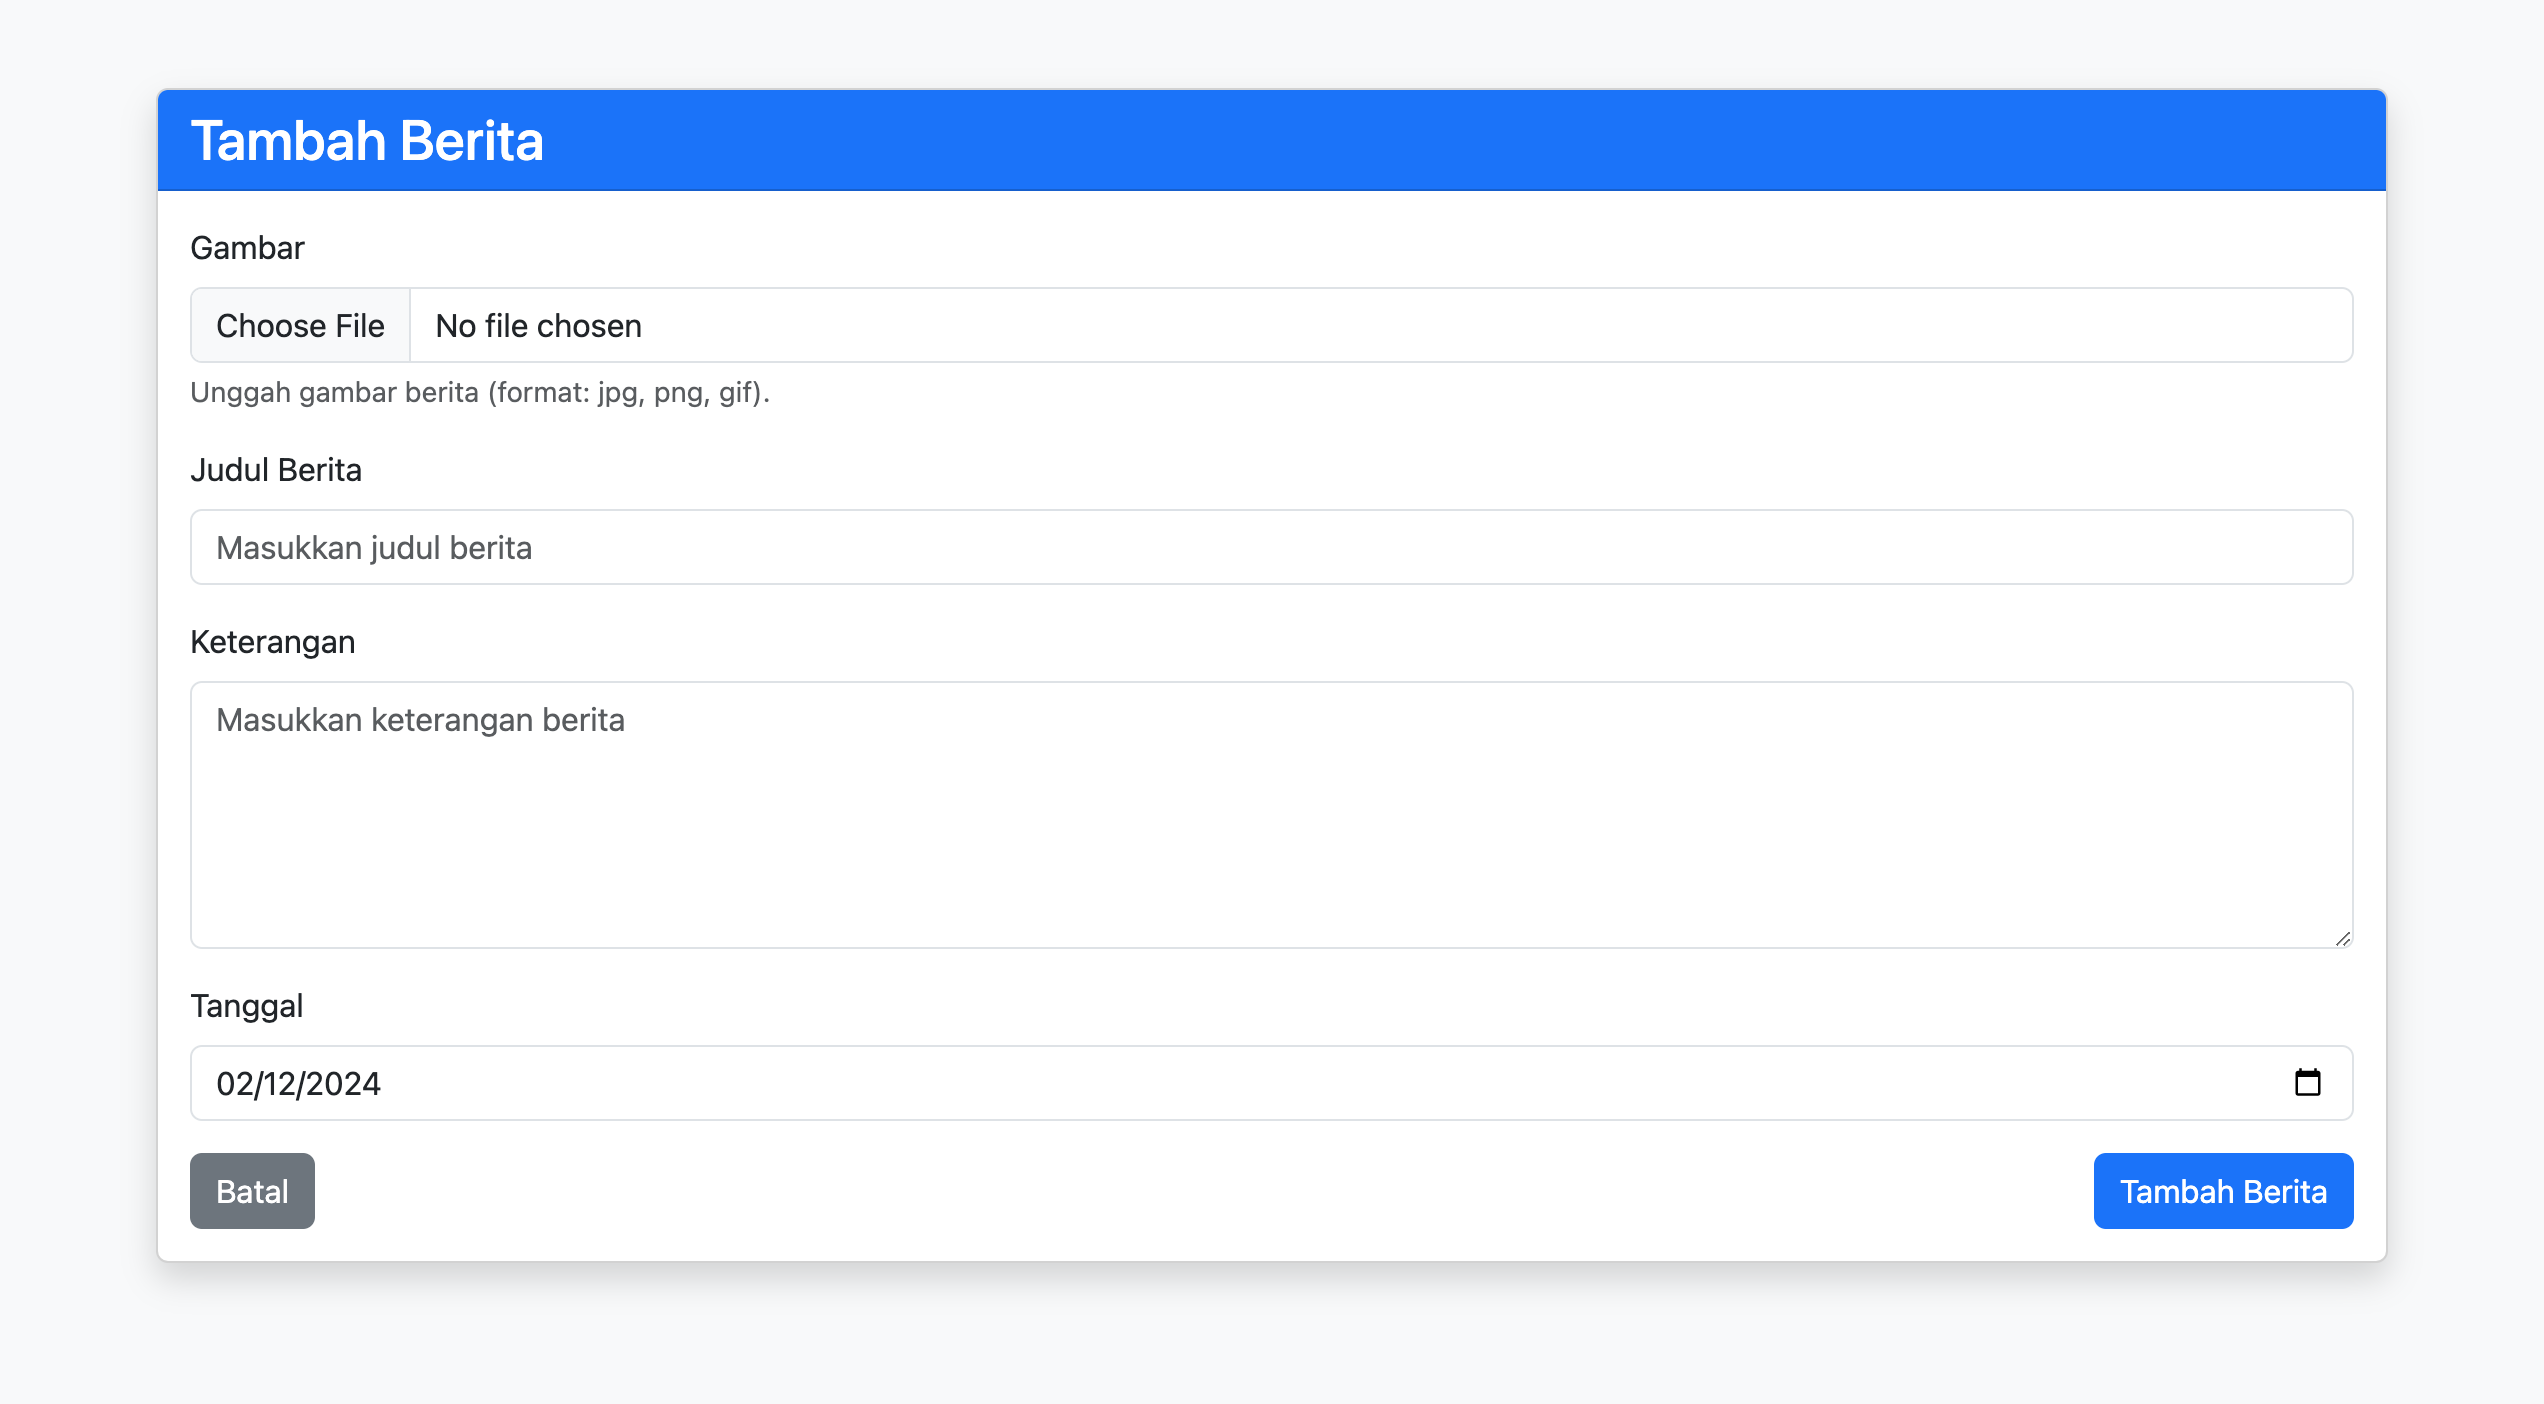 Tambah Berita
Gambar
Choose File No file chosen
Unggah gambar berita (format: jpg, png, gif).
Judul Berita
Masukkan judul berita
Keterangan
Masukkan keterangan berita
Tanggal
02/12/2024
Batal Tambah Berita